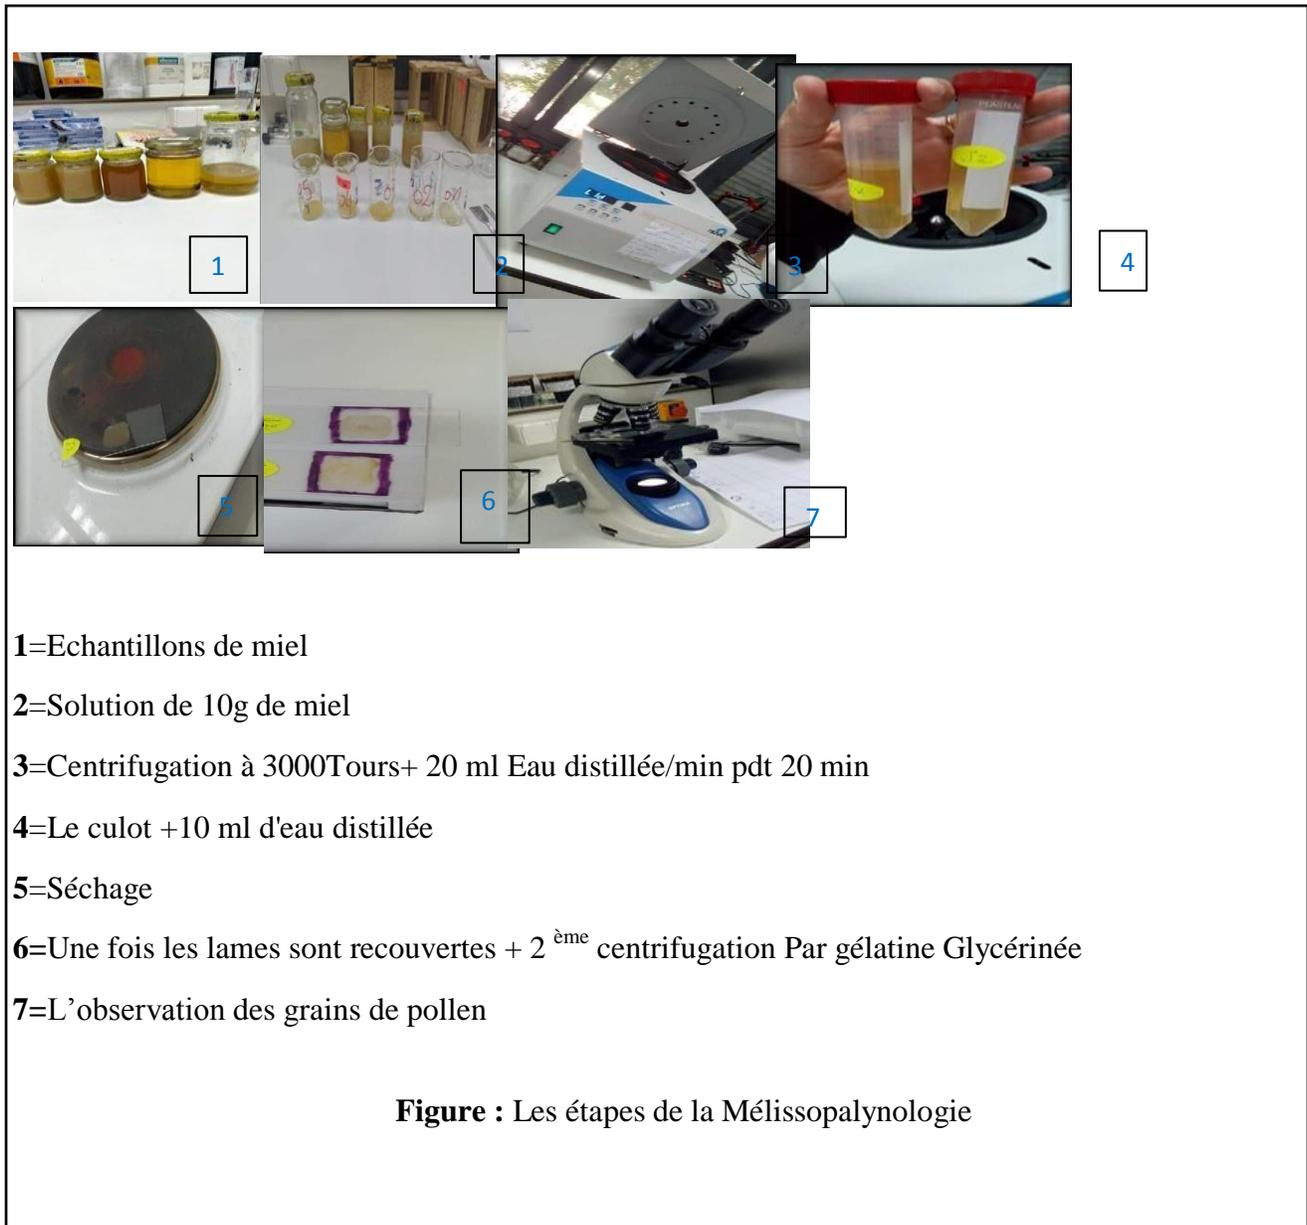 1
2
3
4
5
6
7
1=Echantillons de miel
2=Solution de 10g de miel
3=Centrifugation à 3000Tours+ 20 ml Eau distillée/min pdt 20 min
4=Le culot +10 ml d'eau distillée
5=Séchage
6=Une fois les lames sont recouvertes + 2 ème centrifugation Par gélatine Glycérinée
7=L’observation des grains de pollen
Figure : Les étapes de la Mélissopalynologie